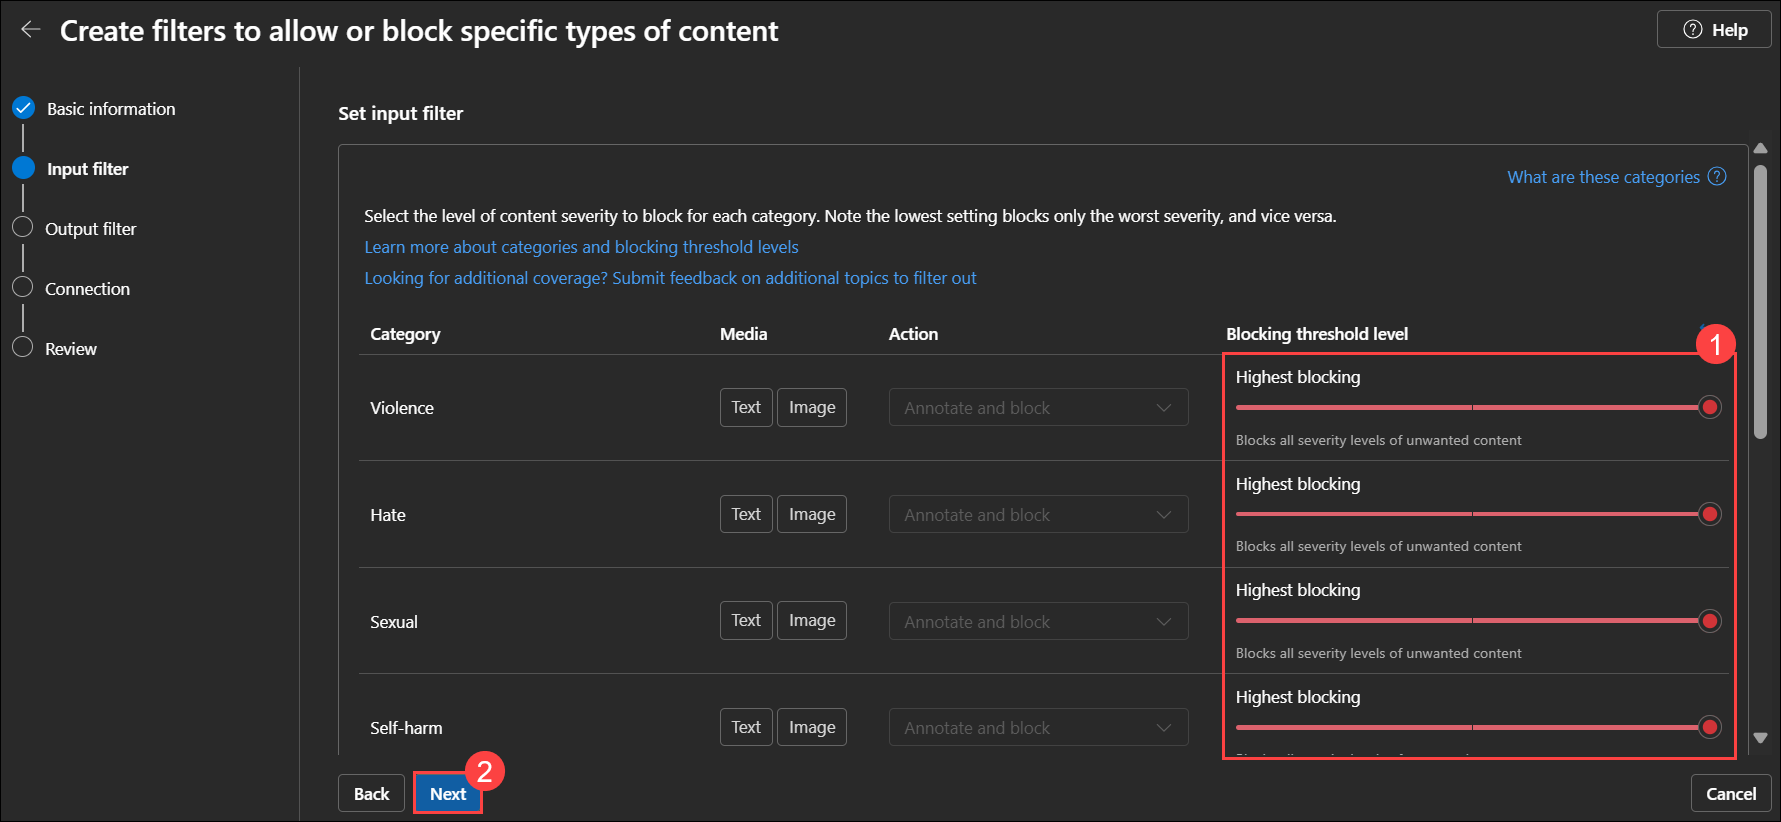 Create filters to allow or block specific types of content
Help
Basic information
Input filter
Output filter
Connection
Review
Set input filter
What are these categories
Select the level of content severity to block for each category. Note the lowest setting blocks only the worst severity, and vice versa.
Learn more about categories and blocking threshold levels
Looking for additional coverage? Submit feedback on additional topics to filter out
Category Media Action Blocking threshold level
1
Violence Text Image Annotate and block Highest blocking
Blocks all severity levels of unwanted content
Hate Text Image Annotate and block Highest blocking
Blocks all severity levels of unwanted content
Sexual Text Image Annotate and block Highest blocking
Blocks all severity levels of unwanted content
Self-harm Text Image Annotate and block Highest blocking
2
Back Next Cancel